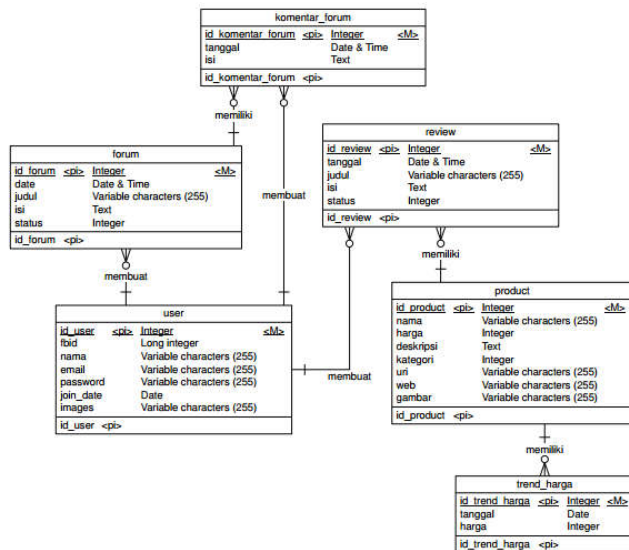 komentar_forum
id_komentar_forum <pi> Integer <M>
tanggal Date & Time
isi Text
id_komentar_forum <pi>
memiliki
forum
id_forum <pi> Integer <M>
date Date & Time
judul Variable characters (255)
isi Text
status Integer
id_forum <pi>
membuat
review
id_review <pi> Integer <M>
tanggal Date & Time
judul Variable characters (255)
isi Text
status Integer
id_review <pi>
membuat
memiliki
user
id_user <pi> Integer <M>
fbid Long integer
nama Variable characters (255)
email Variable characters (255)
password Variable characters (255)
join_date Date
images Variable characters (255)
id_user <pi>
membuat
product
id_product <pi> Integer <M>
nama Variable characters (255)
harga Integer
deskripsi Text
kategori Integer
uri Variable characters (255)
web Variable characters (255)
gambar Variable characters (255)
id_product <pi>
memiliki
trend_harga
id_trend_harga <pi> Integer <M>
tanggal Date
harga Integer
id_trend_harga <pi>